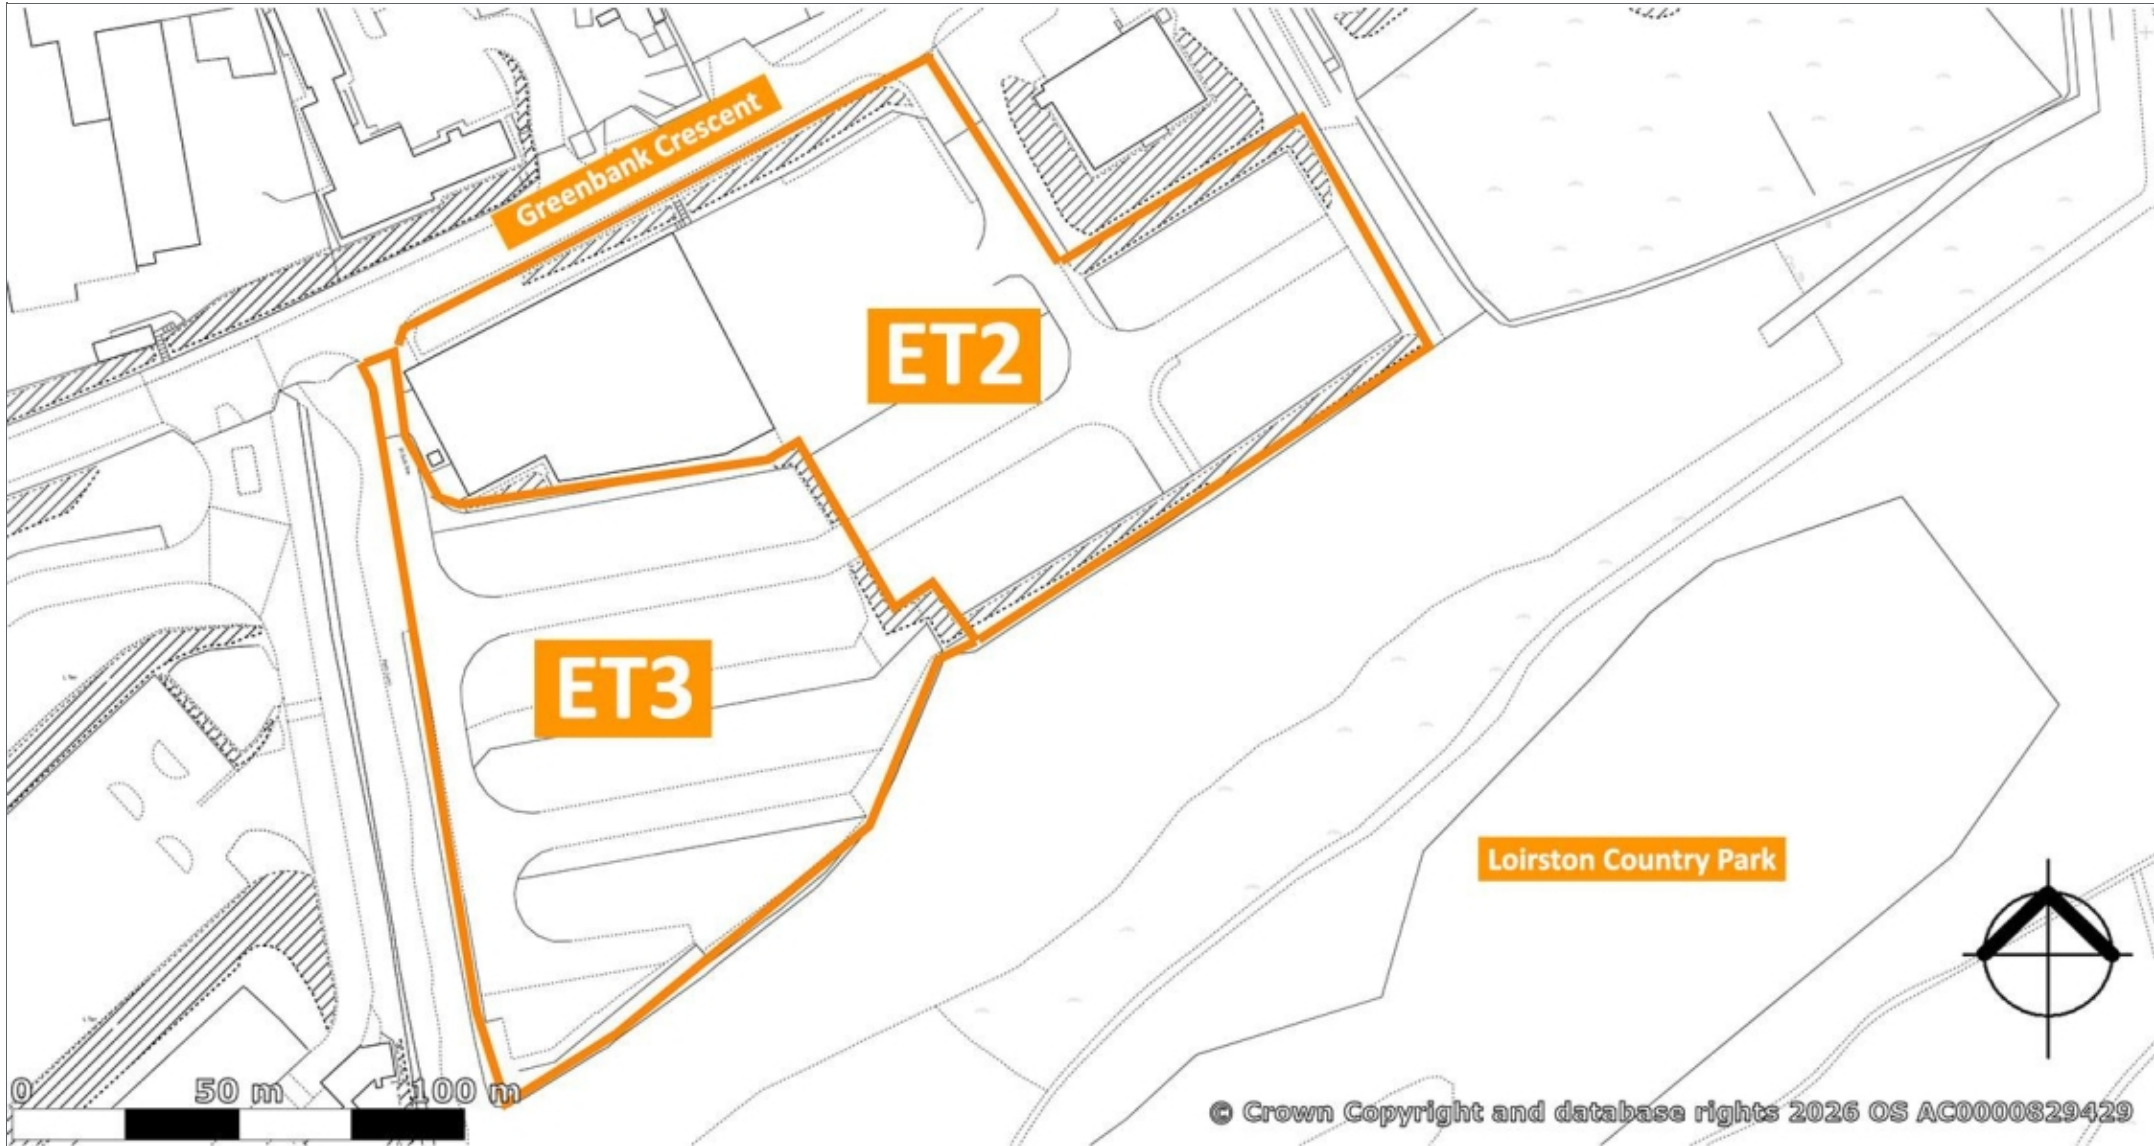 Greenbank Crescent
ET2
ET3
Loirston Country Park
0 50 m 100 m
© Crown Copyright and database rights 2026 OS AC0000829429